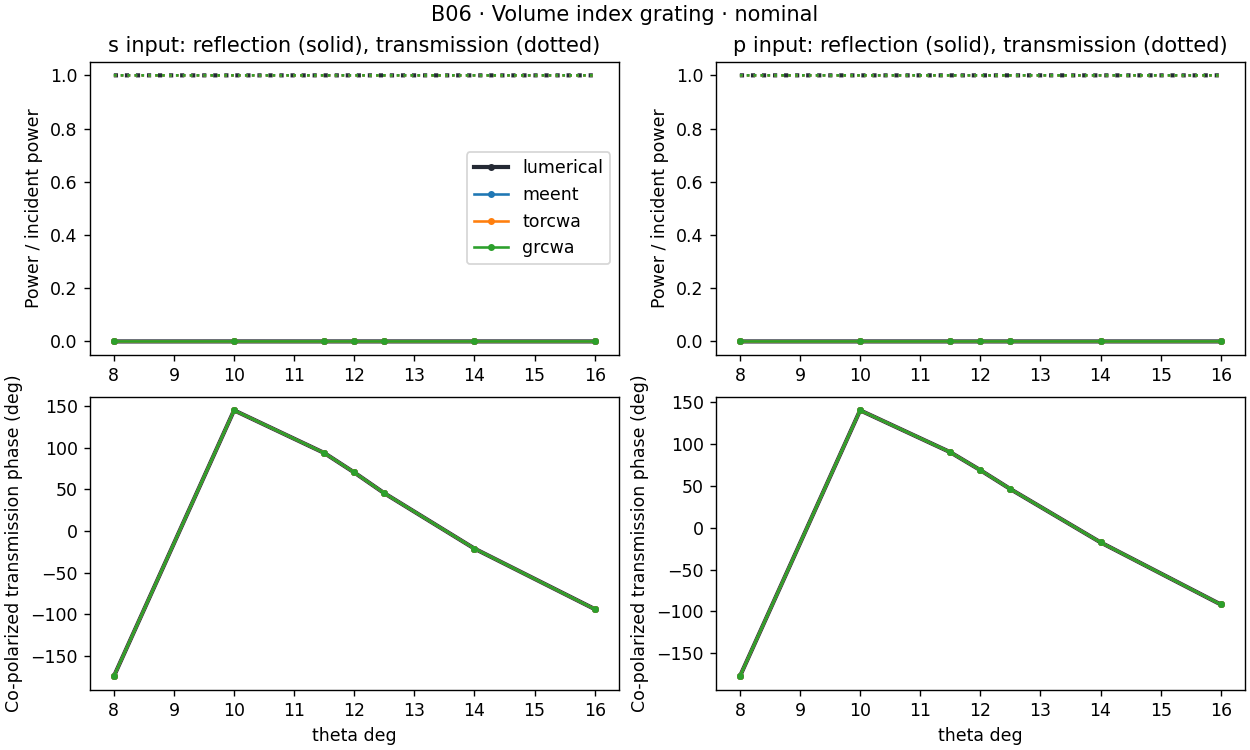 B06 · Volume index grating · nominal
s input: reflection (solid), transmission (dotted)
Power / incident power
1.0
0.8
0.6
0.4
0.2
0.0
lumerical
meent
torcwa
grcwa
8 9 10 11 12 13 14 15 16
p input: reflection (solid), transmission (dotted)
Power / incident power
1.0
0.8
0.6
0.4
0.2
0.0
8 9 10 11 12 13 14 15 16
Co-polarized transmission phase (deg)
150
100
50
0
−50
−100
−150
8 9 10 11 12 13 14 15 16
theta deg
Co-polarized transmission phase (deg)
150
100
50
0
−50
−100
−150
8 9 10 11 12 13 14 15 16
theta deg